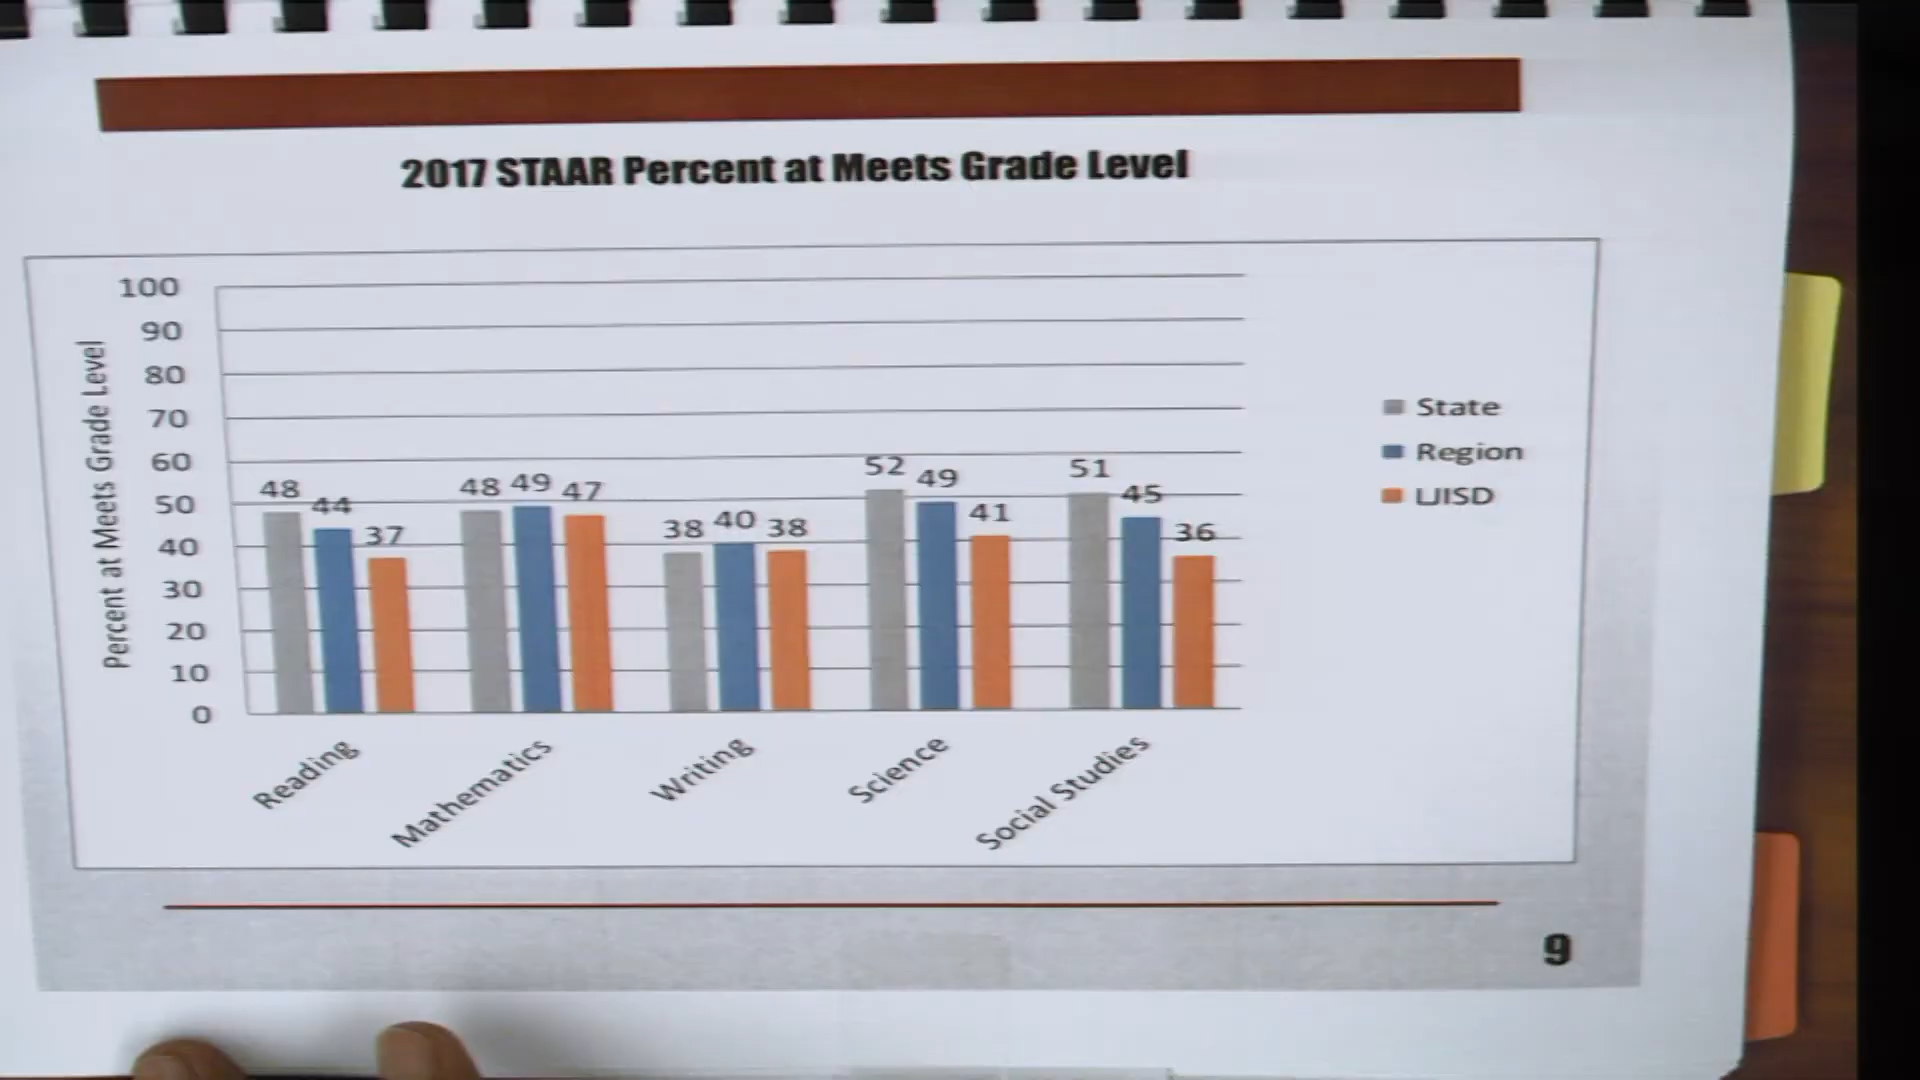 2017 STAAR Percent at Meets Grade Level
Percent at Meets Grade Level
100
90
80
70
60
50
40
30
20
10
0
48 44 37
48 49 47
38 40 38
52 49 41
51 45 36
Reading
Mathematics
Writing
Science
Social Studies
State
Region
UISD
9